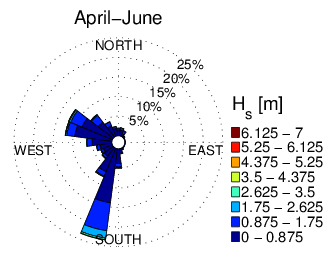 April−June
NORTH
25%
20%
15%
10%
5%
WEST
EAST
SOUTH
Hs [m]
6.125 − 7
5.25 − 6.125
4.375 − 5.25
3.5 − 4.375
2.625 − 3.5
1.75 − 2.625
0.875 − 1.75
0 − 0.875